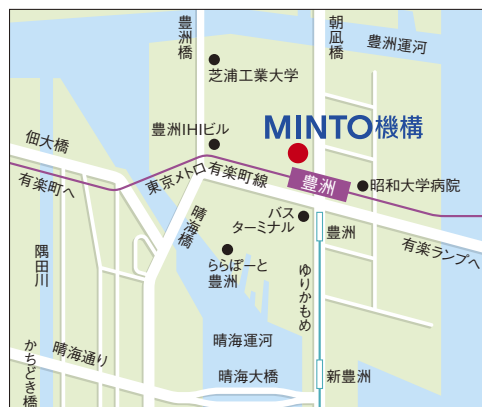 豊洲橋
朝凪橋
豊洲運河
芝浦工業大学
豊洲IHIビル
MINTO機構
佃大橋
有楽町へ
東京メトロ有楽町線
豊洲
昭和大学病院
晴海橋
バス
ターミナル
豊洲
有楽ランプへ
隅田川
ららぽーと
豊洲
ゆりかもめ
晴海運河
晴海通り
かちどき橋
晴海大橋
新豊洲